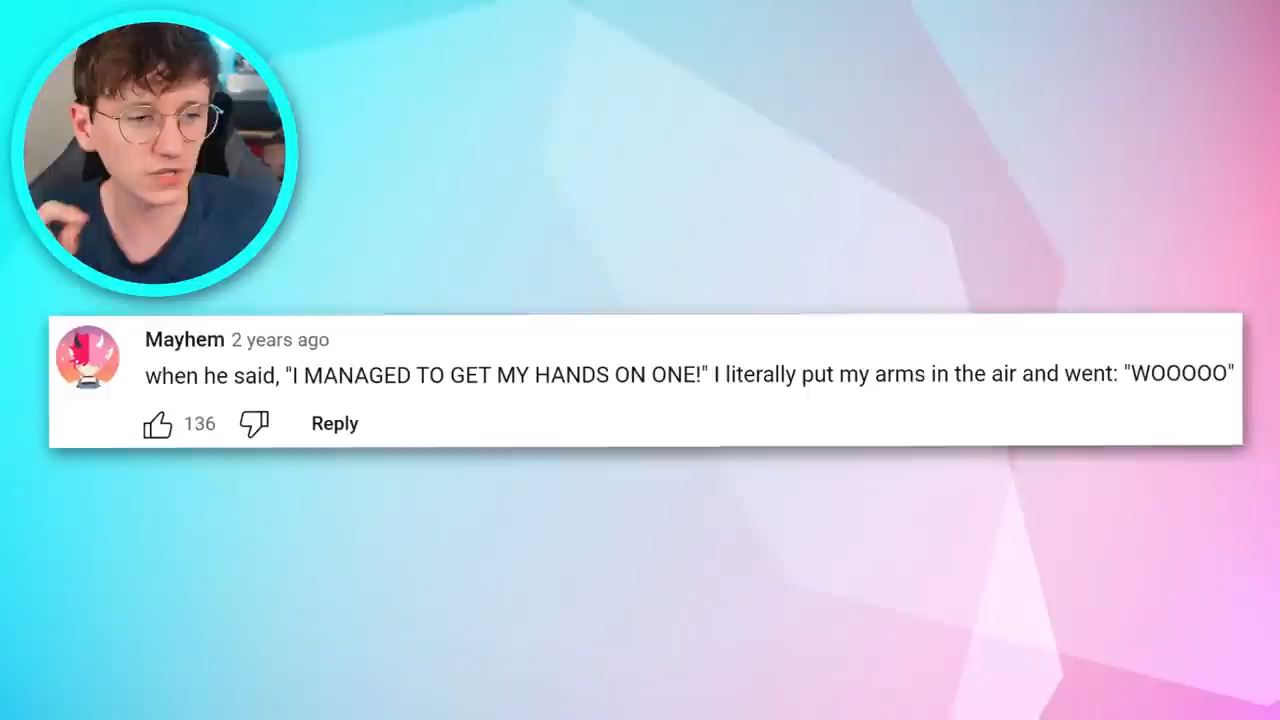 Mayhem 2 years ago
when he said, "I MANAGED TO GET MY HANDS ON ONE!" I literally put my arms in the air and went: "WOOOOO"
136 Reply